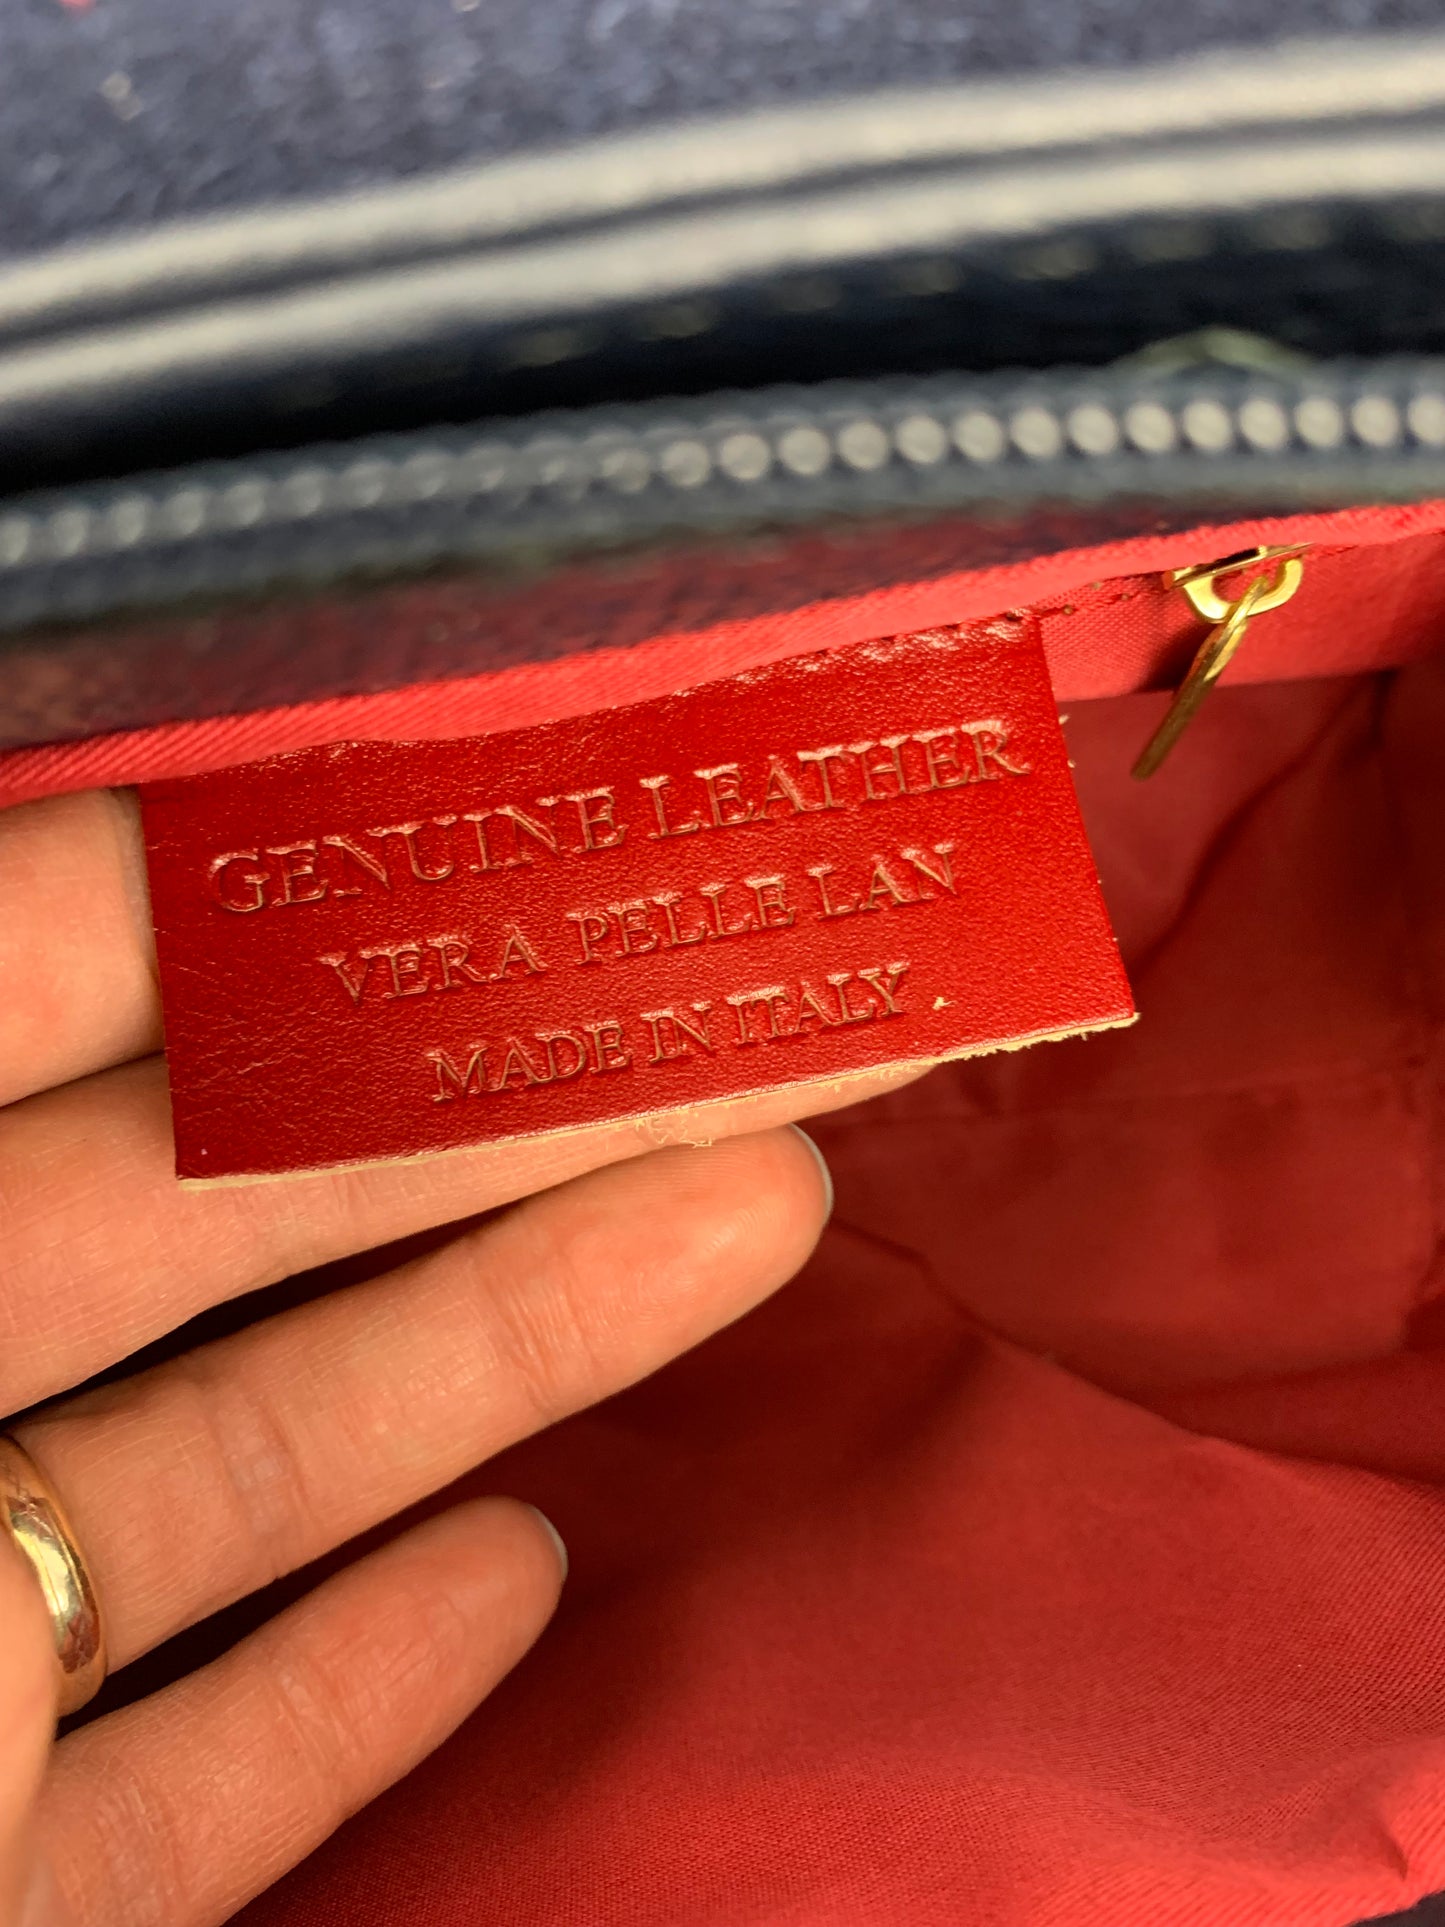 GENUINE LEATHER
VERA PELLE LAN
MADE IN ITALY